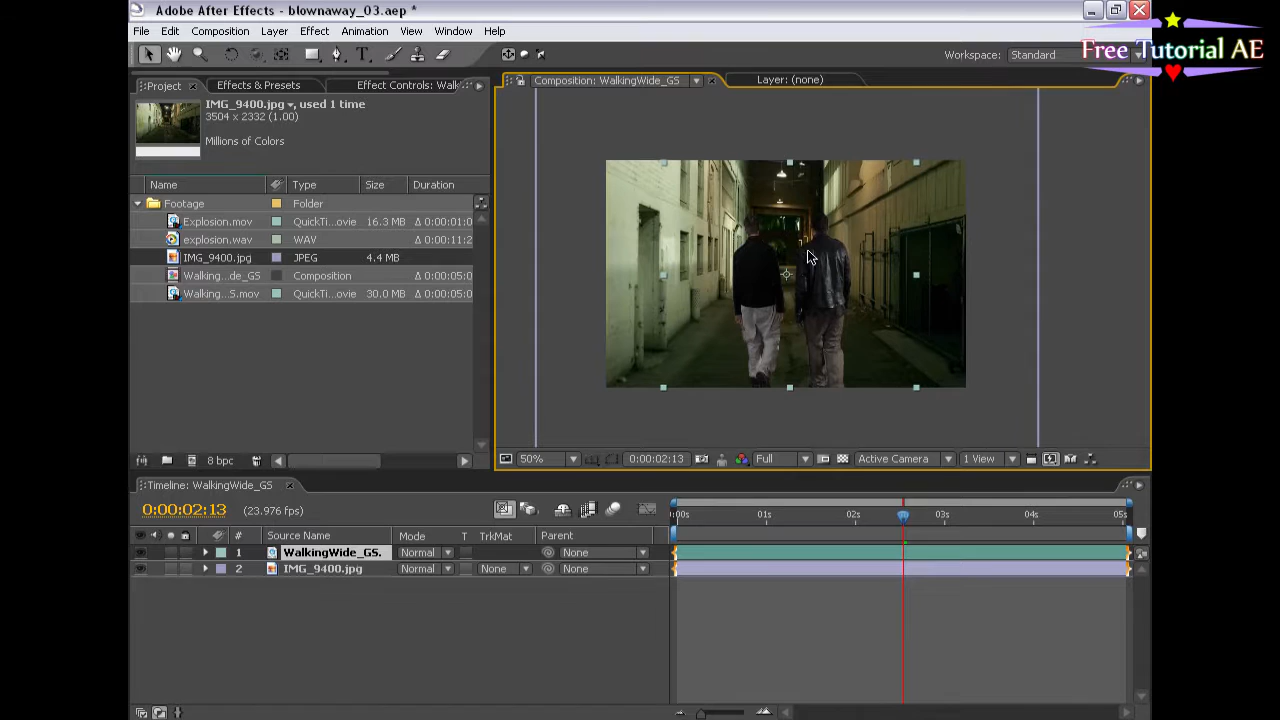 Adobe After Effects - blownaway_03.aep *
File Edit Composition Layer Effect Animation View Window Help
Free Tutorial AE
Workspace: Standard
Project Effects & Presets Effect Controls: Walk
Composition: WalkingWide_GS Layer: (none)
IMG_9400.jpg, used 1 time
3504 x 2332 (1.00)
Millions of Colors
Name Type Size Duration
Footage Folder
Explosion.mov QuickTi...ovie 16.3 MB Δ 0:00:01:0
explosion.wav WAV Δ 0:00:11:2
IMG_9400.jpg JPEG 4.4 MB
Walking...de_GS Composition Δ 0:00:05:0
Walking...S.mov QuickTi...ovie 30.0 MB Δ 0:00:05:0
8 bpc
50% 0:00:02:13 Full Active Camera 1 View
Timeline: WalkingWide_GS
0:00:02:13 (23.976 fps)
:00s 01s 02s 03s 04s 05s
# Source Name Mode T TrkMat Parent
1 WalkingWide_GS. Normal None
2 IMG_9400.jpg Normal None None